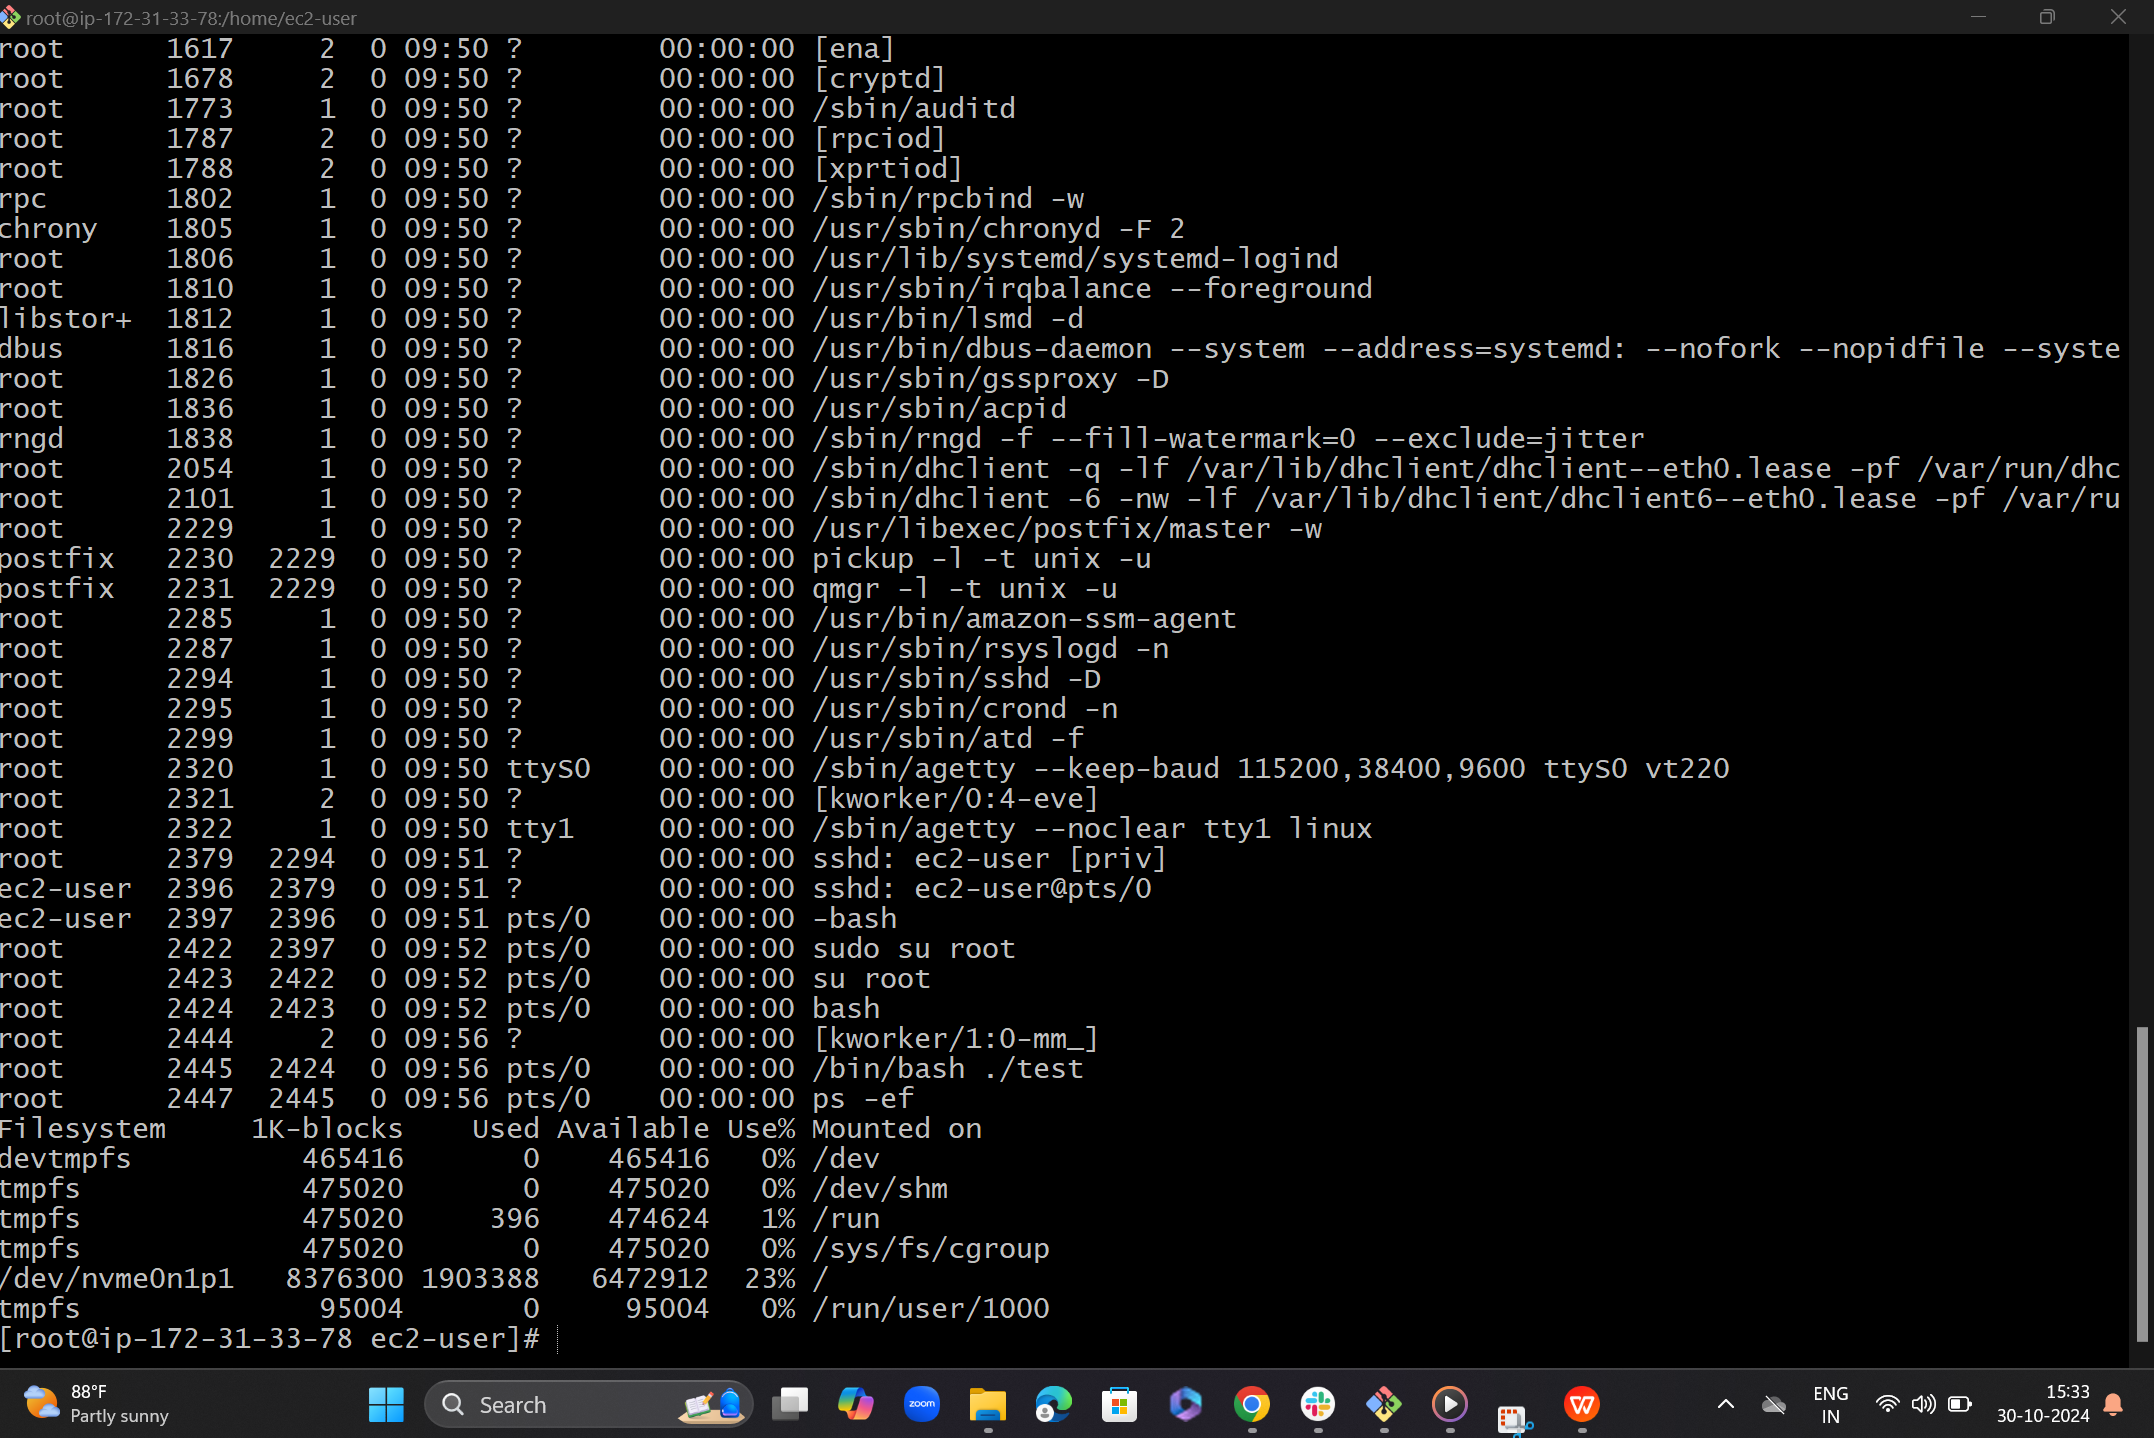 root@ip-172-31-33-78:/home/ec2-user
root      1617     2  0 09:50 ?        00:00:00 [ena]
root      1678     2  0 09:50 ?        00:00:00 [cryptd]
root      1773     1  0 09:50 ?        00:00:00 /sbin/auditd
root      1787     2  0 09:50 ?        00:00:00 [rpciod]
root      1788     2  0 09:50 ?        00:00:00 [xprtiod]
rpc       1802     1  0 09:50 ?        00:00:00 /sbin/rpcbind -w
chrony    1805     1  0 09:50 ?        00:00:00 /usr/sbin/chronyd -F 2
root      1806     1  0 09:50 ?        00:00:00 /usr/lib/systemd/systemd-logind
root      1810     1  0 09:50 ?        00:00:00 /usr/sbin/irqbalance --foreground
libstor+  1812     1  0 09:50 ?        00:00:00 /usr/bin/lsmd -d
dbus      1816     1  0 09:50 ?        00:00:00 /usr/bin/dbus-daemon --system --address=systemd: --nofork --nopidfile --syste
root      1826     1  0 09:50 ?        00:00:00 /usr/sbin/gssproxy -D
root      1836     1  0 09:50 ?        00:00:00 /usr/sbin/acpid
rngd      1838     1  0 09:50 ?        00:00:00 /sbin/rngd -f --fill-watermark=0 --exclude=jitter
root      2054     1  0 09:50 ?        00:00:00 /sbin/dhclient -q -lf /var/lib/dhclient/dhclient--eth0.lease -pf /var/run/dhc
root      2101     1  0 09:50 ?        00:00:00 /sbin/dhclient -6 -nw -lf /var/lib/dhclient/dhclient6--eth0.lease -pf /var/ru
root      2229     1  0 09:50 ?        00:00:00 /usr/libexec/postfix/master -w
postfix   2230  2229  0 09:50 ?        00:00:00 pickup -l -t unix -u
postfix   2231  2229  0 09:50 ?        00:00:00 qmgr -l -t unix -u
root      2285     1  0 09:50 ?        00:00:00 /usr/bin/amazon-ssm-agent
root      2287     1  0 09:50 ?        00:00:00 /usr/sbin/rsyslogd -n
root      2294     1  0 09:50 ?        00:00:00 /usr/sbin/sshd -D
root      2295     1  0 09:50 ?        00:00:00 /usr/sbin/crond -n
root      2299     1  0 09:50 ?        00:00:00 /usr/sbin/atd -f
root      2320     1  0 09:50 ttyS0    00:00:00 /sbin/agetty --keep-baud 115200,38400,9600 ttyS0 vt220
root      2321     2  0 09:50 ?        00:00:00 [kworker/0:4-eve]
root      2322     1  0 09:50 tty1     00:00:00 /sbin/agetty --noclear tty1 linux
root      2379  2294  0 09:51 ?        00:00:00 sshd: ec2-user [priv]
ec2-user  2396  2379  0 09:51 ?        00:00:00 sshd: ec2-user@pts/0
ec2-user  2397  2396  0 09:51 pts/0    00:00:00 -bash
root      2422  2397  0 09:52 pts/0    00:00:00 sudo su root
root      2423  2422  0 09:52 pts/0    00:00:00 su root
root      2424  2423  0 09:52 pts/0    00:00:00 bash
root      2444     2  0 09:56 ?        00:00:00 [kworker/1:0-mm_]
root      2445  2424  0 09:56 pts/0    00:00:00 /bin/bash ./test
root      2447  2445  0 09:56 pts/0    00:00:00 ps -ef
Filesystem     1K-blocks    Used Available Use% Mounted on
devtmpfs          465416       0    465416   0% /dev
tmpfs             475020       0    475020   0% /dev/shm
tmpfs             475020     396    474624   1% /run
tmpfs             475020       0    475020   0% /sys/fs/cgroup
/dev/nvme0n1p1   8376300 1903388   6472912  23% /
tmpfs              95004       0     95004   0% /run/user/1000
[root@ip-172-31-33-78 ec2-user]#
88°F
Partly sunny
Search
zoom
ENG
IN
15:33
30-10-2024